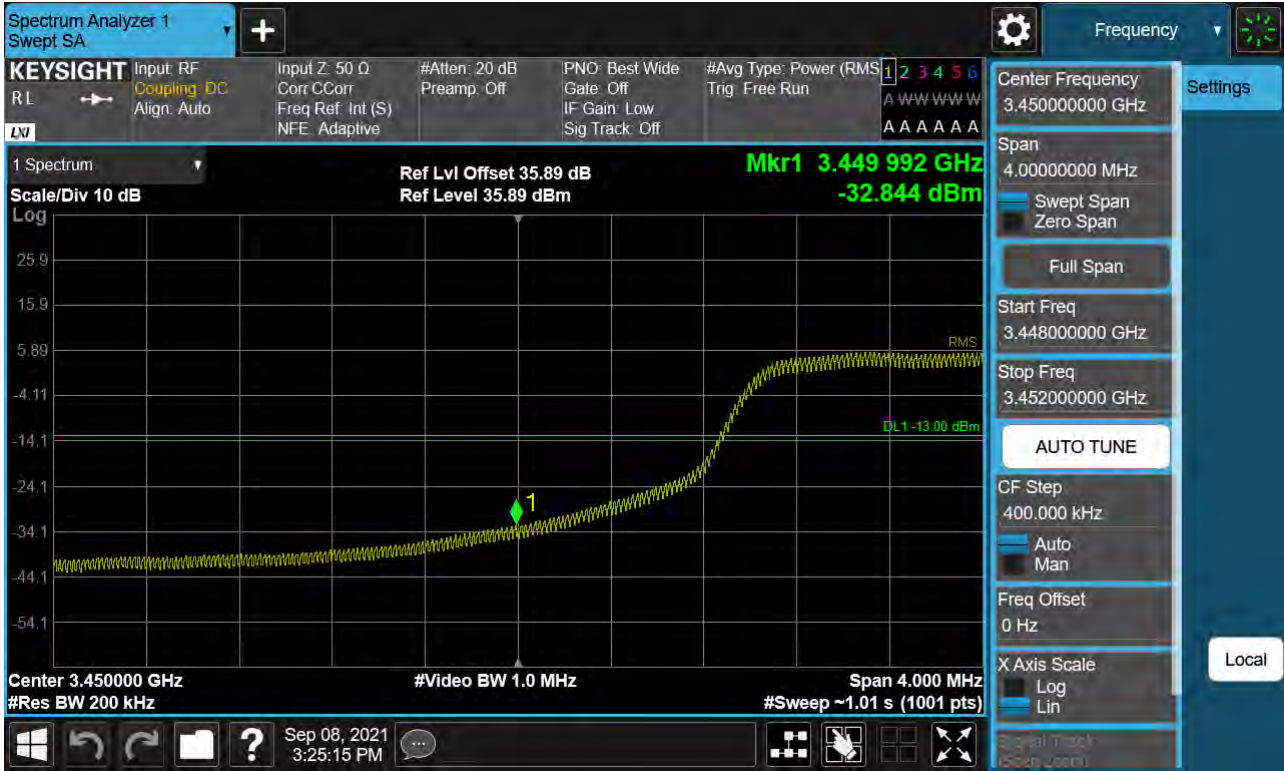 Spectrum Analyzer 1
Swept SA
+
Frequency
KEYSIGHT
RL
LXI
Input: RF
Coupling: DC
Align: Auto
Input Z: 50 Ω
Corr CCorr
Freq Ref: Int (S)
NFE: Adaptive
#Atten: 20 dB
Preamp: Off
PNO: Best Wide
Gate: Off
IF Gain: Low
Sig Track: Off
#Avg Type: Power (RMS
Trig: Free Run
1 2 3 4 5 6
A W W W W W
A A A A A A
1 Spectrum
Scale/Div 10 dB
Log
Ref Lvl Offset 35.89 dB
Ref Level 35.89 dBm
Mkr1 3.449 992 GHz
-32.844 dBm
25.9
15.9
5.89
-4.11
-14.1
-24.1
-34.1
-44.1
-54.1
RMS
DL1 -13.00 dBm
1
Center 3.450000 GHz
#Res BW 200 kHz
#Video BW 1.0 MHz
Span 4.000 MHz
#Sweep ~1.01 s (1001 pts)
Center Frequency
3.450000000 GHz
Span
4.00000000 MHz
Swept Span
Zero Span
Full Span
Start Freq
3.448000000 GHz
Stop Freq
3.452000000 GHz
AUTO TUNE
CF Step
400.000 kHz
Auto
Man
Freq Offset
0 Hz
X Axis Scale
Log
Lin
Signal Track
(Span Zoom)
Settings
Local
?
Sep 08, 2021
3:25:15 PM